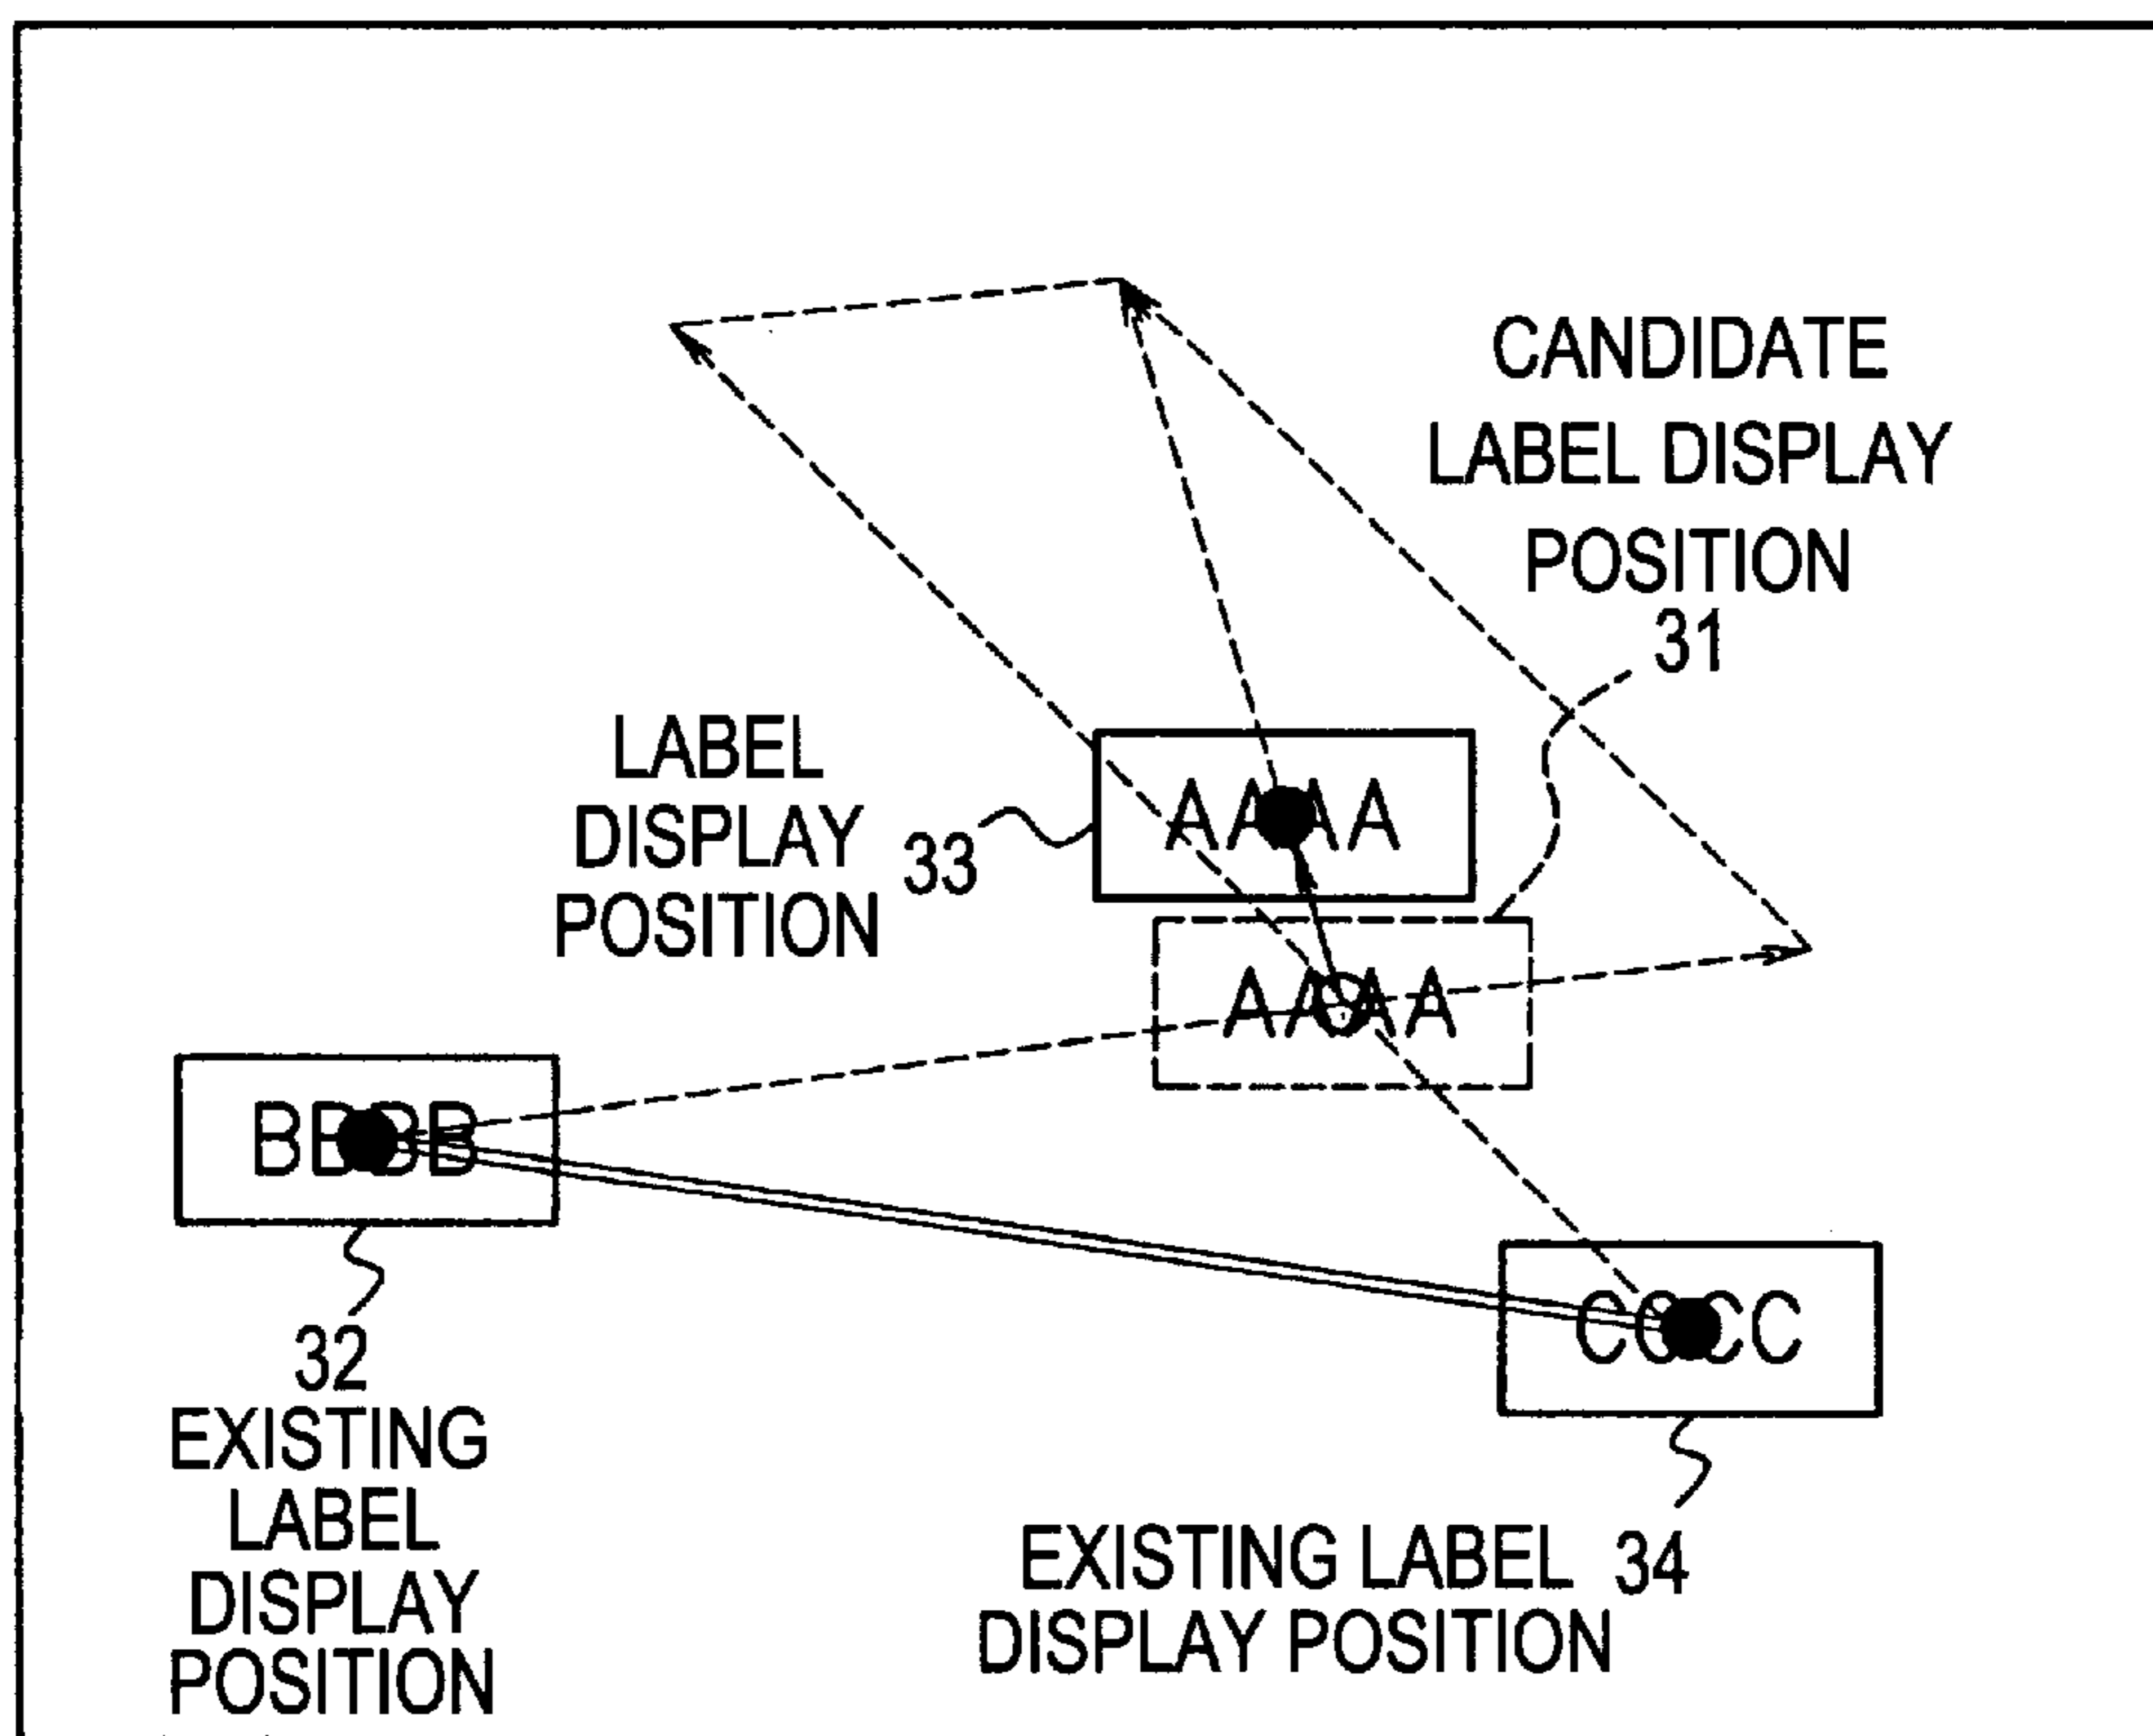 CANDIDATE
LABEL DISPLAY
POSITION
31
LABEL
DISPLAY
POSITION
33
AAAA
AAAA
BBBB
32
EXISTING
LABEL
DISPLAY
POSITION
CCCC
EXISTING LABEL
DISPLAY POSITION
34